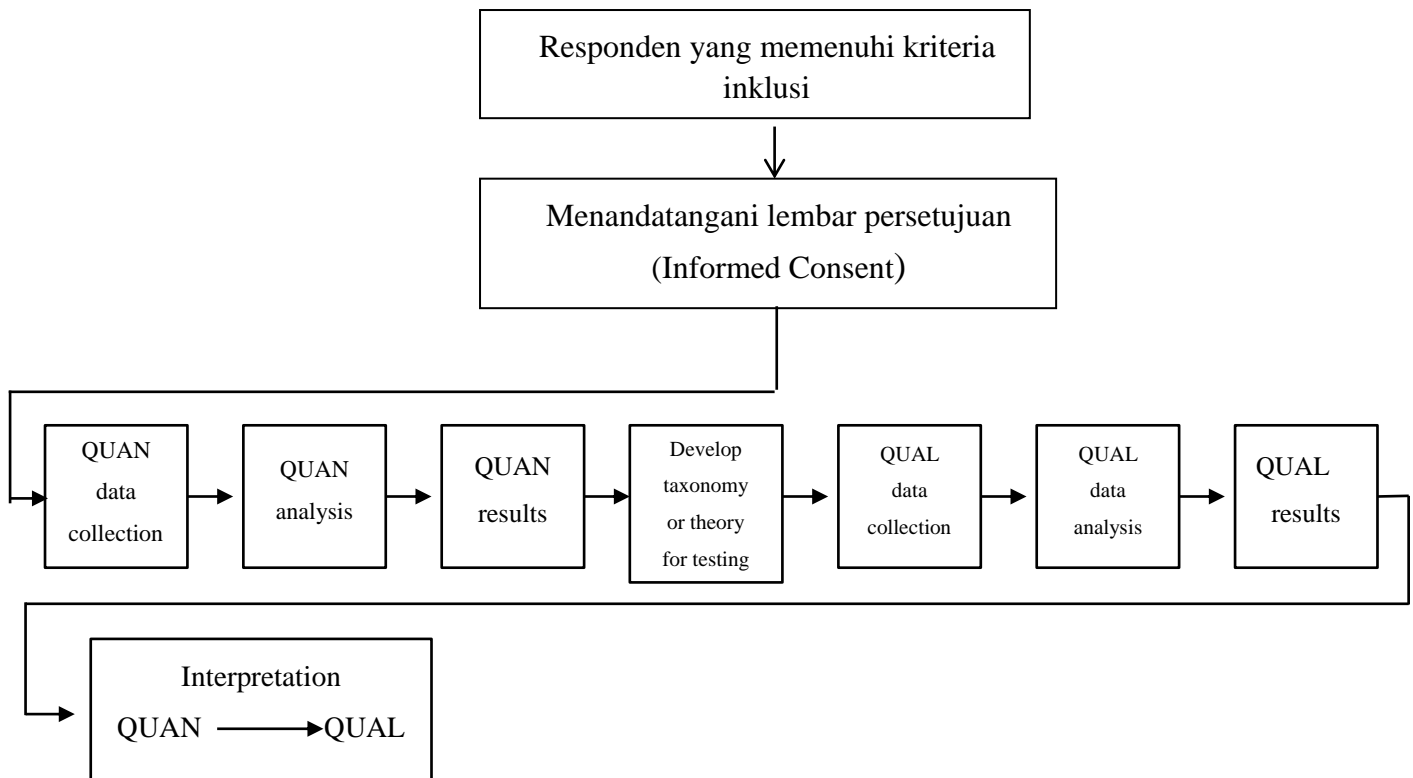 Responden yang memenuhi kriteria
inklusi
Menandatangani lembar persetujuan
(Informed Consent)
QUAN
data
collection
QUAN
analysis
QUAN
results
Develop
taxonomy
or theory
for testing
QUAL
data
collection
QUAL
data
analysis
QUAL
results
Interpretation
QUAN QUAL